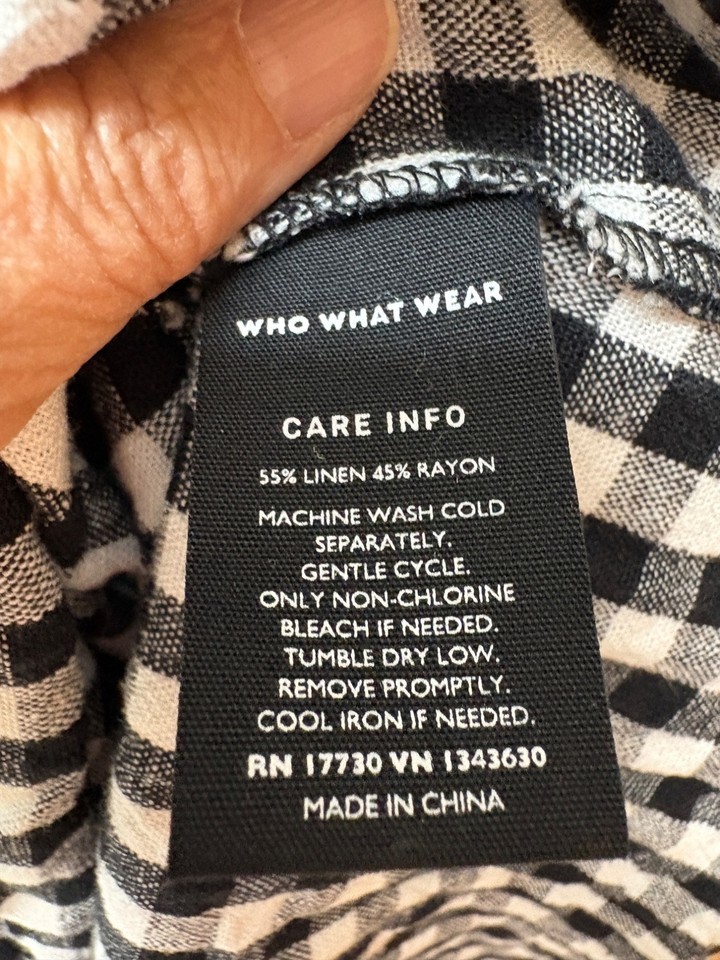 WHO WHAT WEAR
CARE INFO
55% LINEN 45% RAYON
MACHINE WASH COLD
SEPARATELY.
GENTLE CYCLE.
ONLY NON-CHLORINE
BLEACH IF NEEDED.
TUMBLE DRY LOW.
REMOVE PROMPTLY.
COOL IRON IF NEEDED.
RN 17730 VN 1343630
MADE IN CHINA